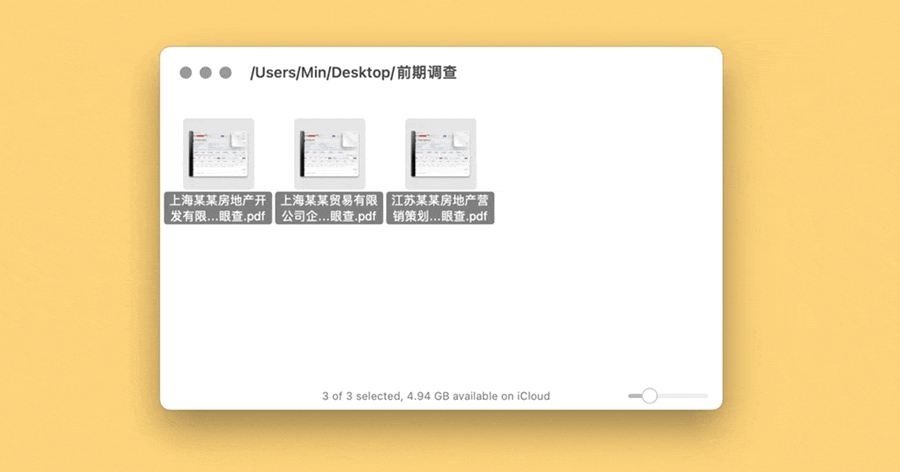 /Users/Min/Desktop/前期调查
上海某某房地产开
发有限...眼查.pdf
上海某某贸易有限
公司企...眼查.pdf
江苏某某房地产营
销策划...眼查.pdf
3 of 3 selected, 4.94 GB available on iCloud